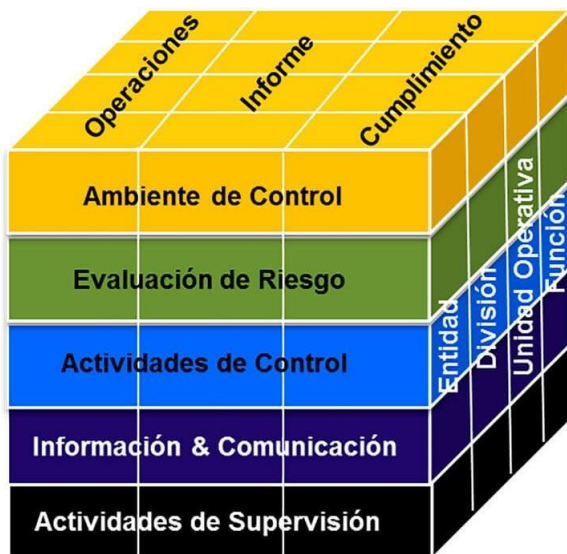 Operaciones
Informe
Cumplimiento
Ambiente de Control
Evaluación de Riesgo
Actividades de Control
Información & Comunicación
Actividades de Supervisión
Entidad
División
Unidad Operativa
Función